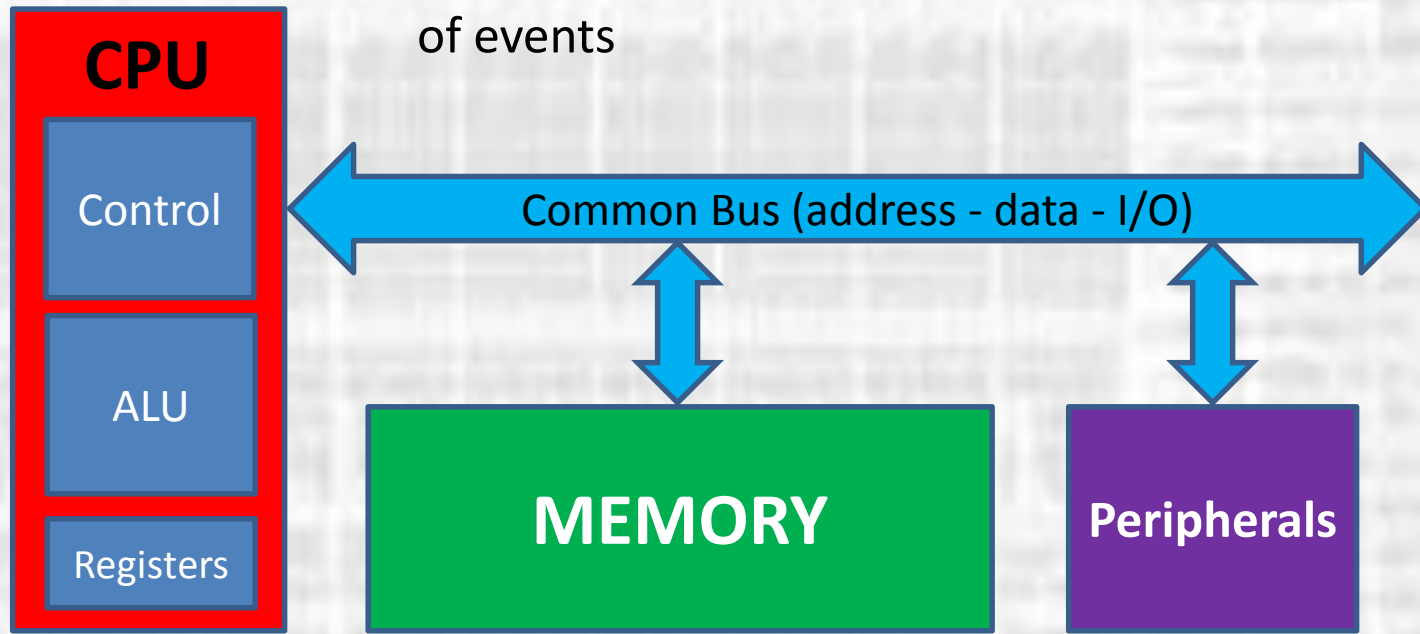 of events
CPU
Control
ALU
Registers
Common Bus (address - data - I/O)
MEMORY
Peripherals